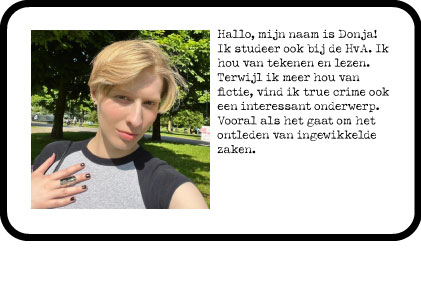 Hallo, mijn naam is Donja!
Ik studeer ook bij de HvA. Ik
hou van tekenen en lezen.
Terwijl ik meer hou van
fictie, vind ik true crime ook
een interessant onderwerp.
Vooral als het gaat om het
ontleden van ingewikkelde
zaken.